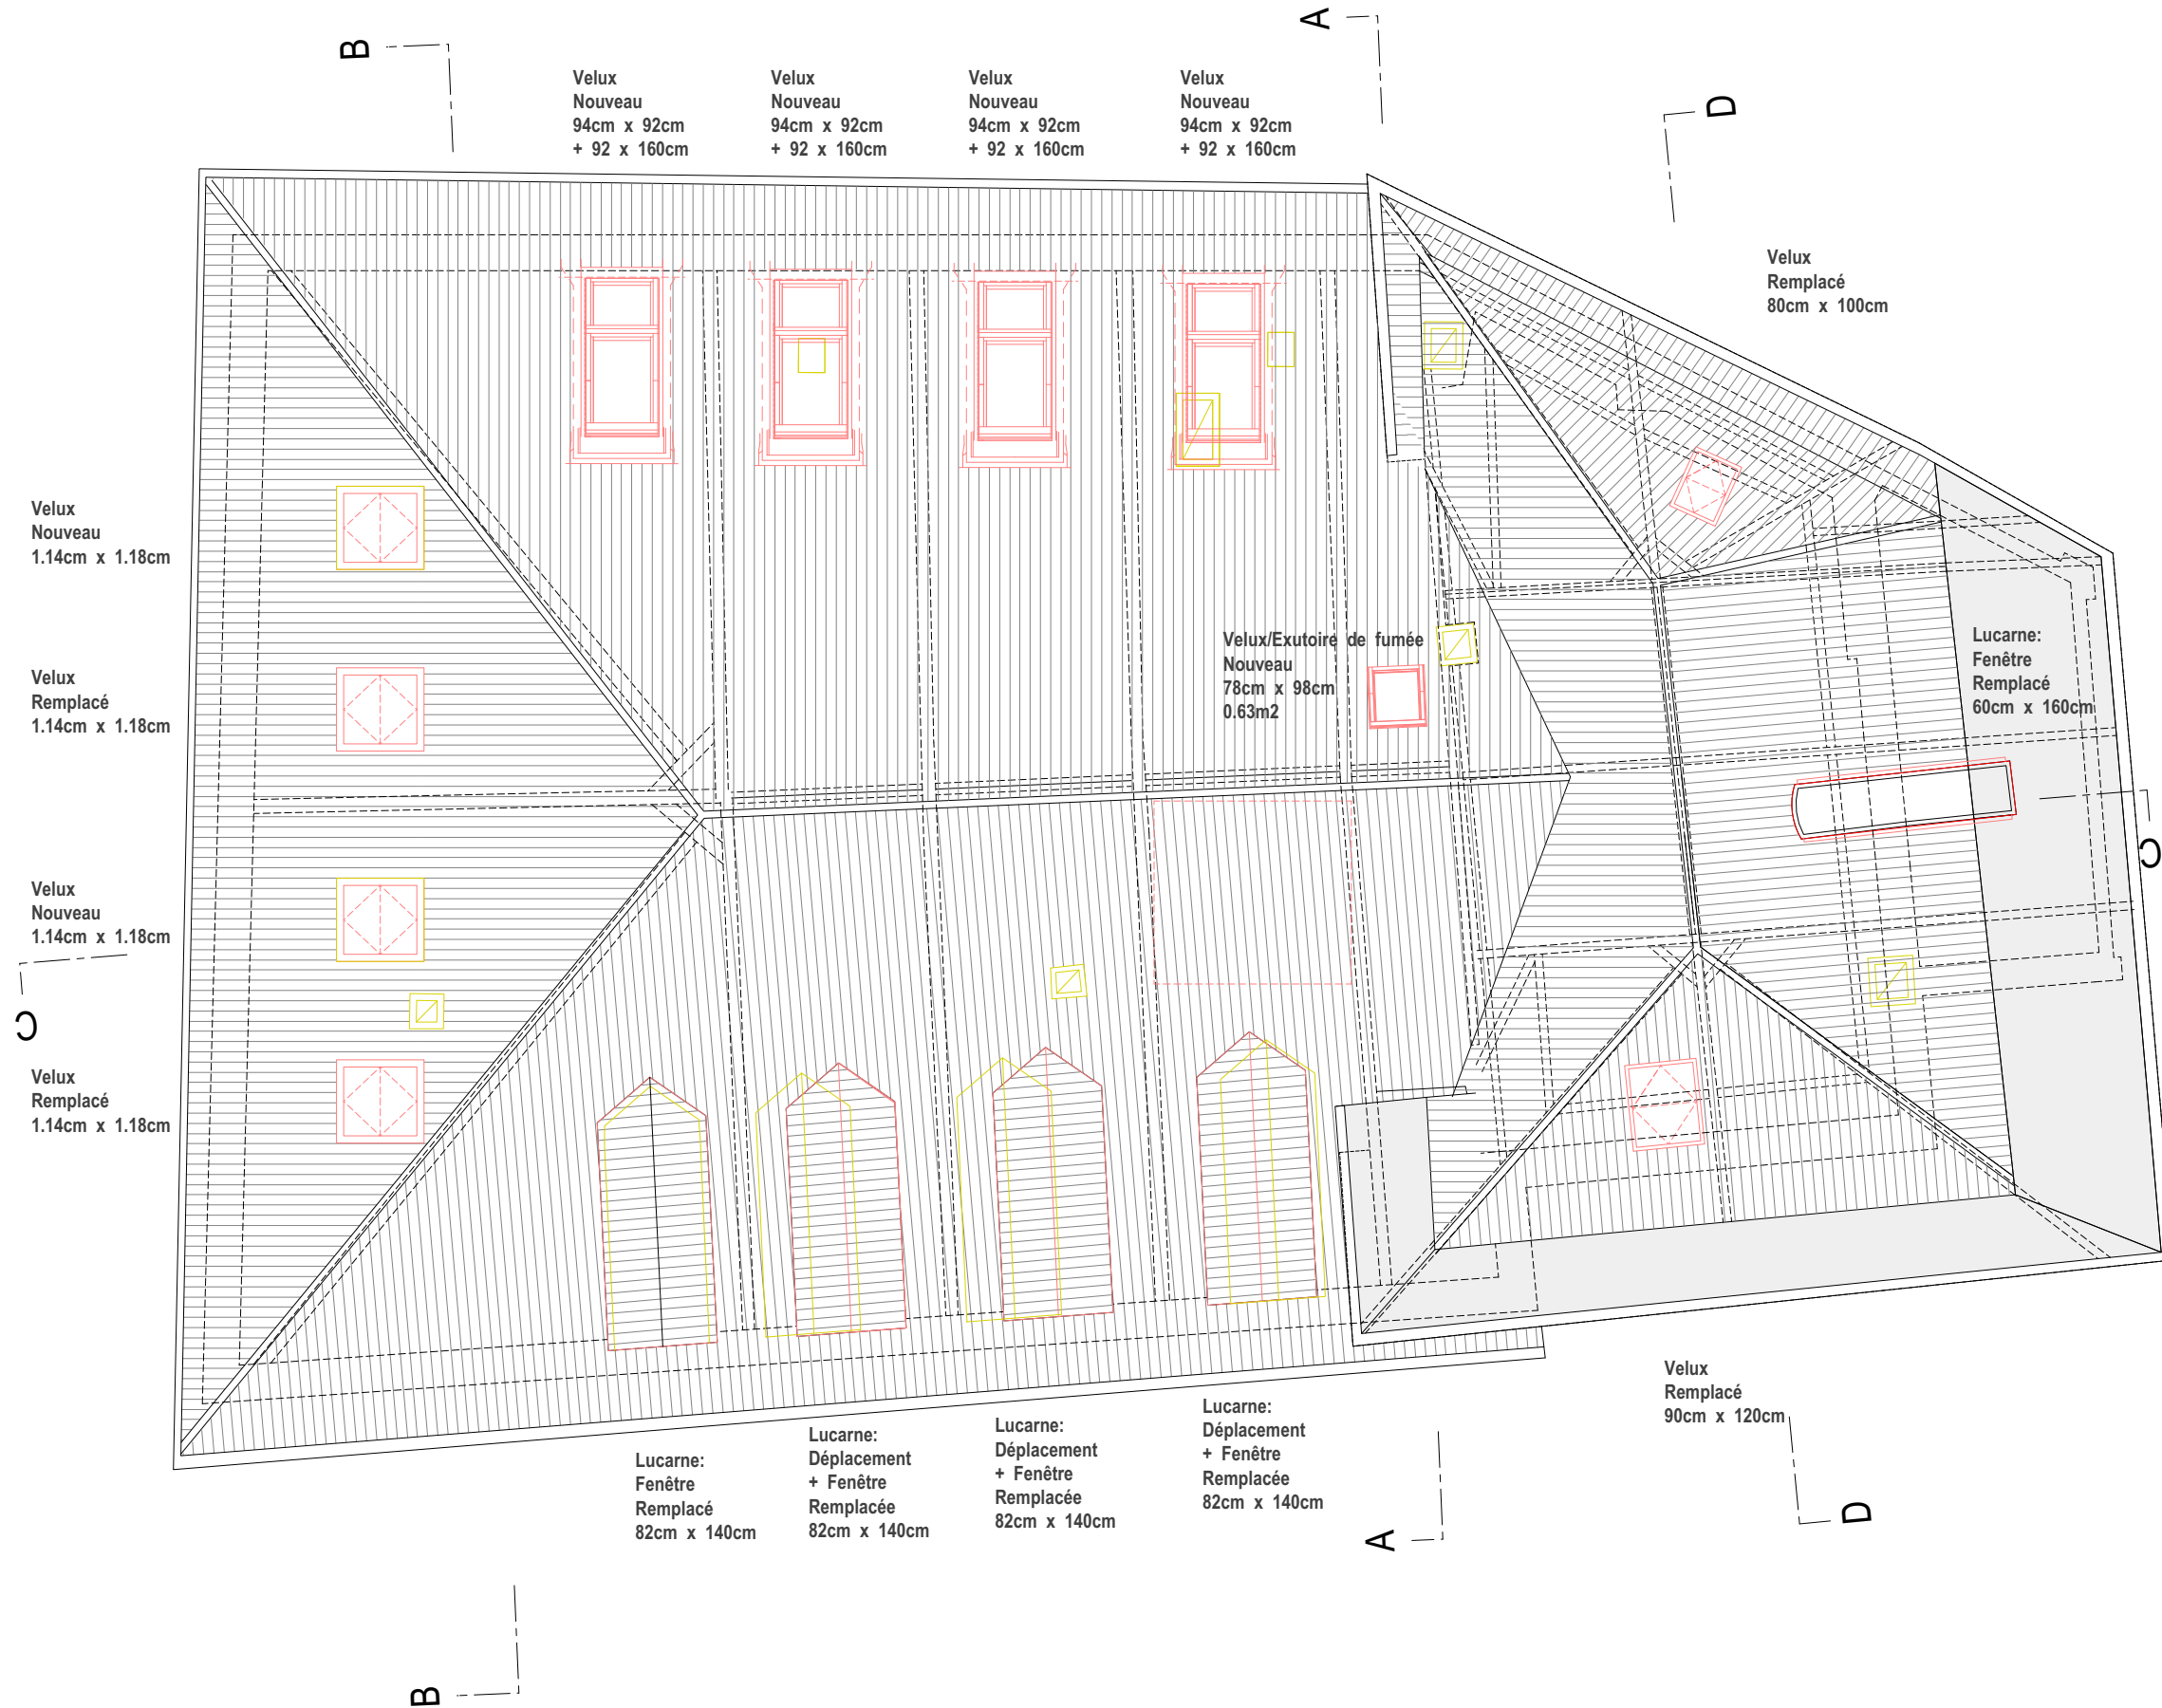 B
A
D
Velux
Nouveau
94cm x 92cm
+ 92 x 160cm
Velux
Nouveau
94cm x 92cm
+ 92 x 160cm
Velux
Nouveau
94cm x 92cm
+ 92 x 160cm
Velux
Nouveau
94cm x 92cm
+ 92 x 160cm
Velux
Remplacé
80cm x 100cm
Velux
Nouveau
1.14cm x 1.18cm
Velux
Remplacé
1.14cm x 1.18cm
Velux/Exutoire de fumée
Nouveau
78cm x 98cm
0.63m2
Lucarne:
Fenêtre
Remplacé
60cm x 160cm
C
Velux
Nouveau
1.14cm x 1.18cm
C
Velux
Remplacé
1.14cm x 1.18cm
Lucarne:
Fenêtre
Remplacé
82cm x 140cm
Lucarne:
Déplacement
+ Fenêtre
Remplacée
82cm x 140cm
Lucarne:
Déplacement
+ Fenêtre
Remplacée
82cm x 140cm
Lucarne:
Déplacement
+ Fenêtre
Remplacée
82cm x 140cm
Velux
Remplacé
90cm x 120cm
A
D
B